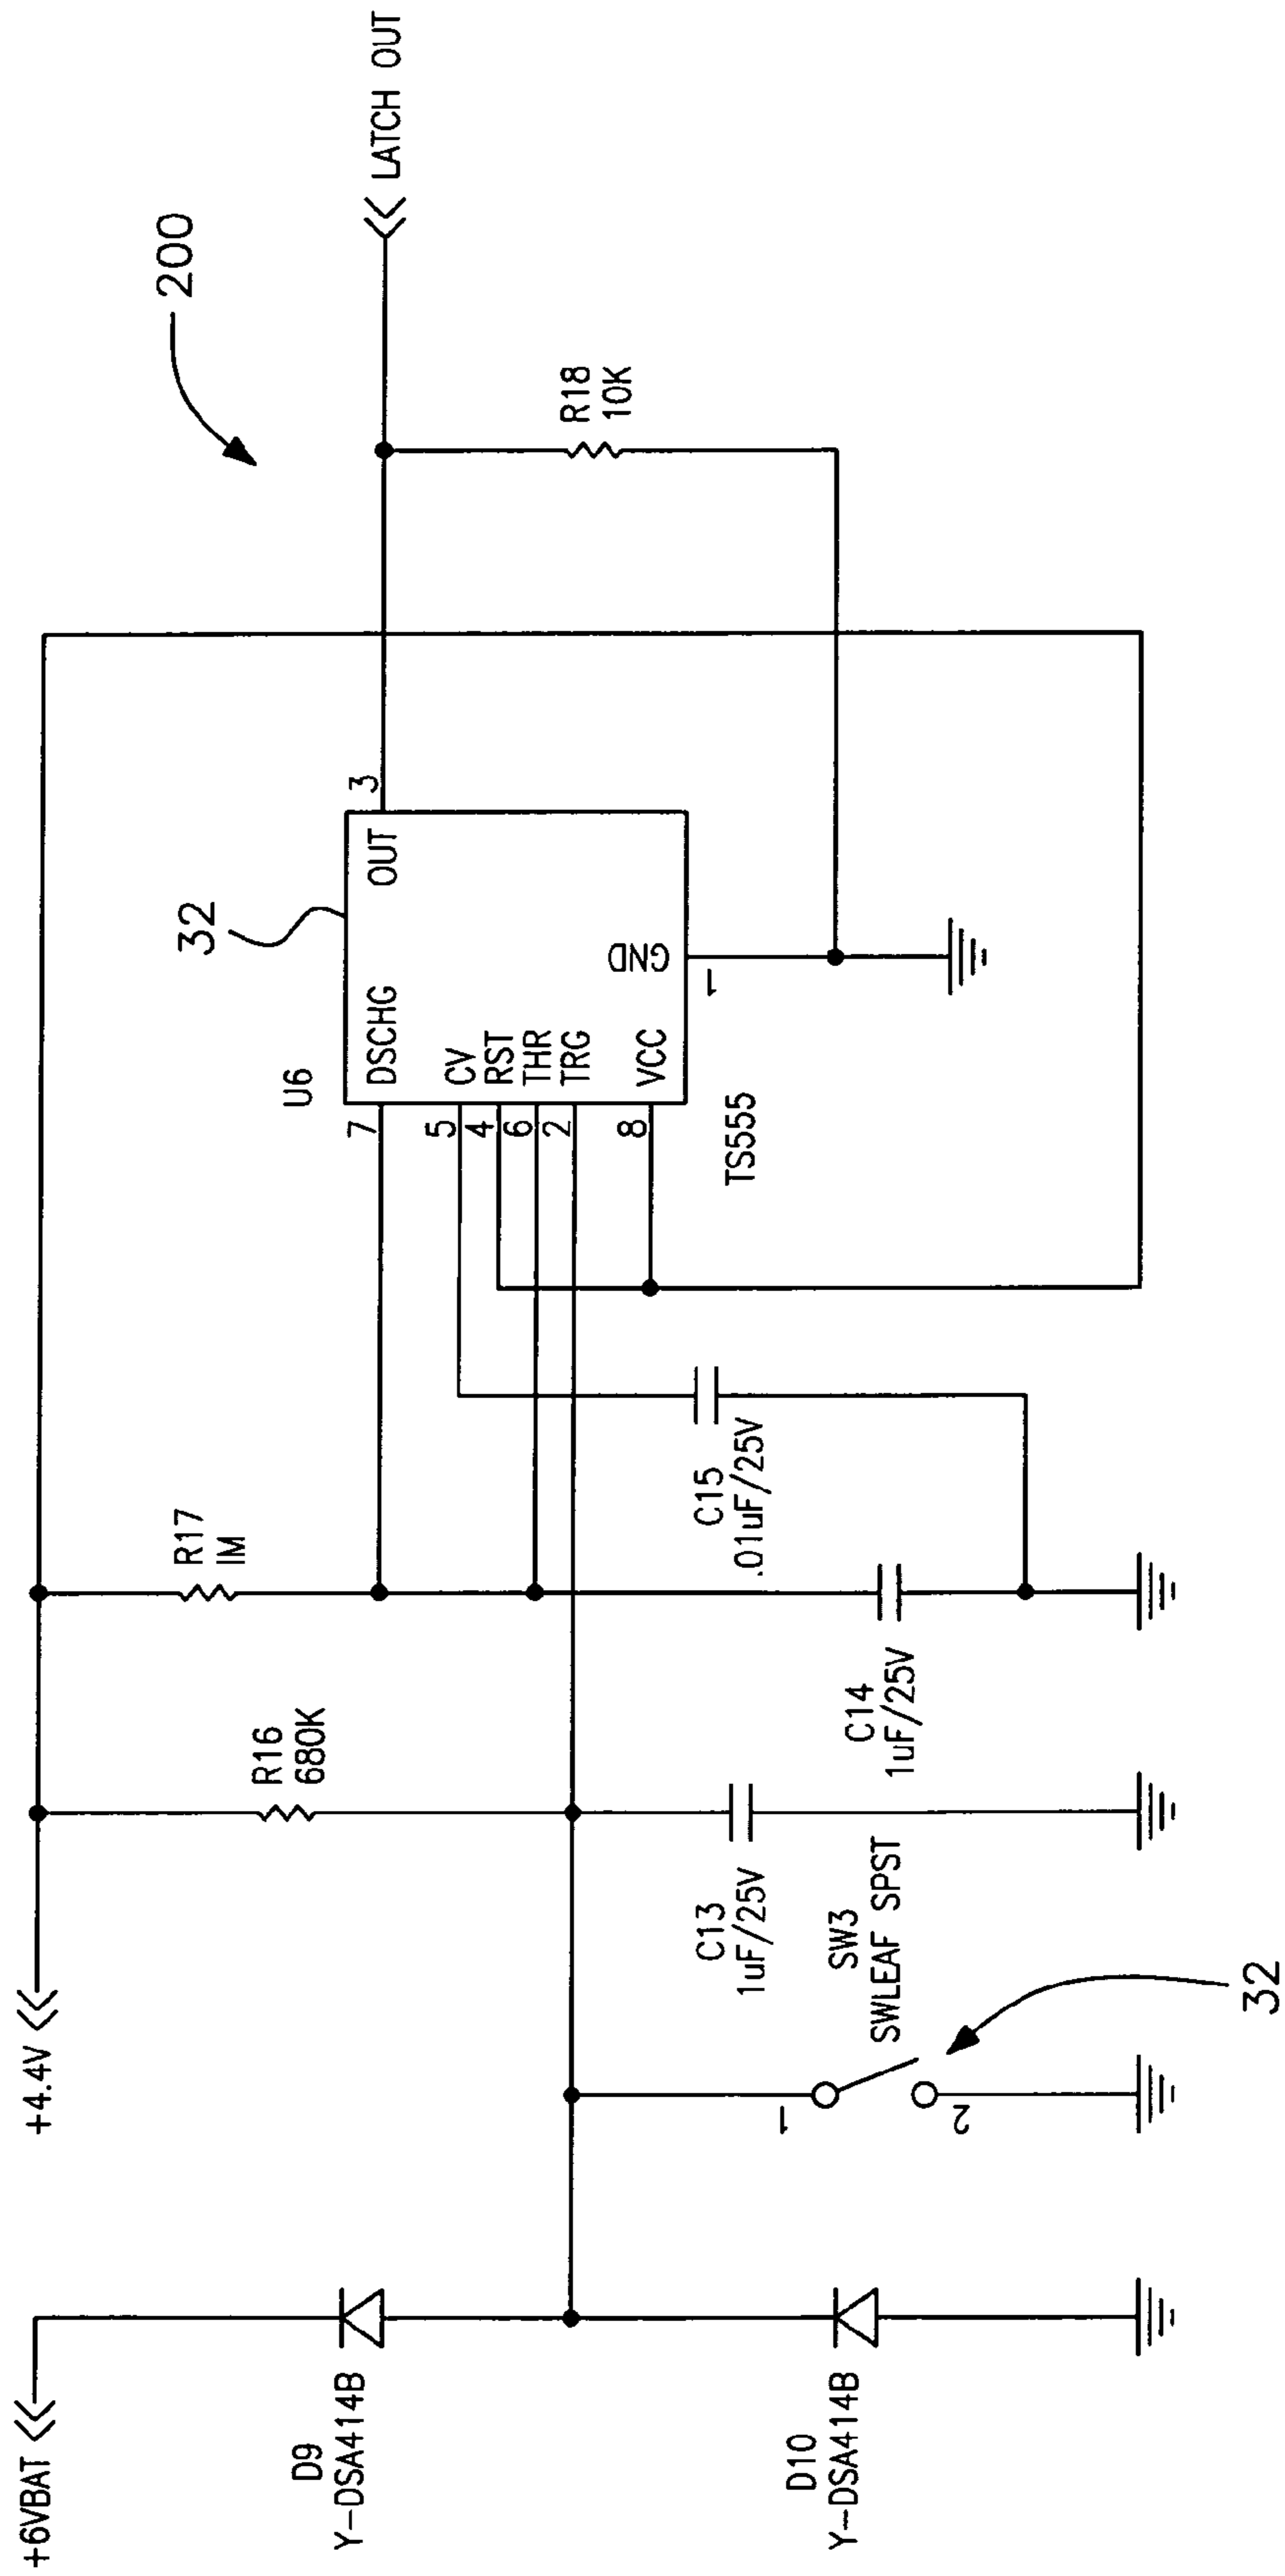 +6VBAT
+4.4V
LATCH OUT
200
32
D9
Y-DSA414B
D10
Y-DSA414B
R16
680K
R17
1M
C13
1uF/25V
SW3
SWLEAF SPST
1
2
32
C14
1uF/25V
C15
.01uF/25V
U6
7
DSCHG
5
CV
4
RST
6
THR
2
TRG
8
VCC
OUT
3
GND
1
TS555
R18
10K